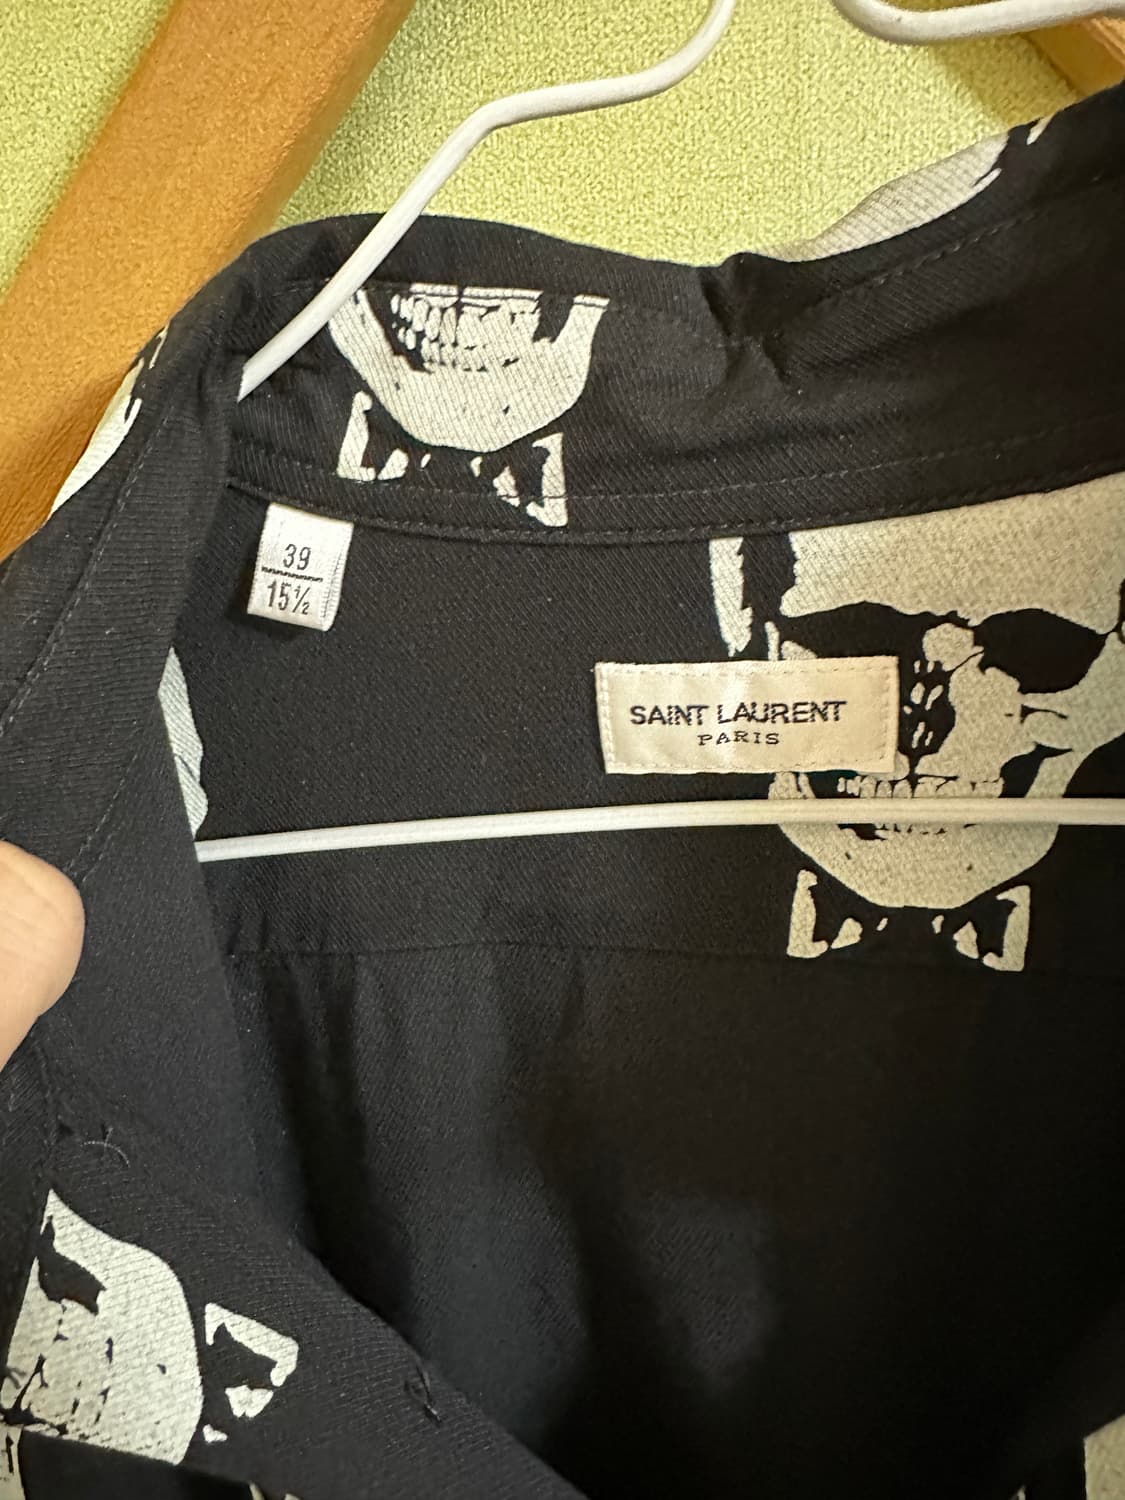 39
15½
SAINT LAURENT
PARIS